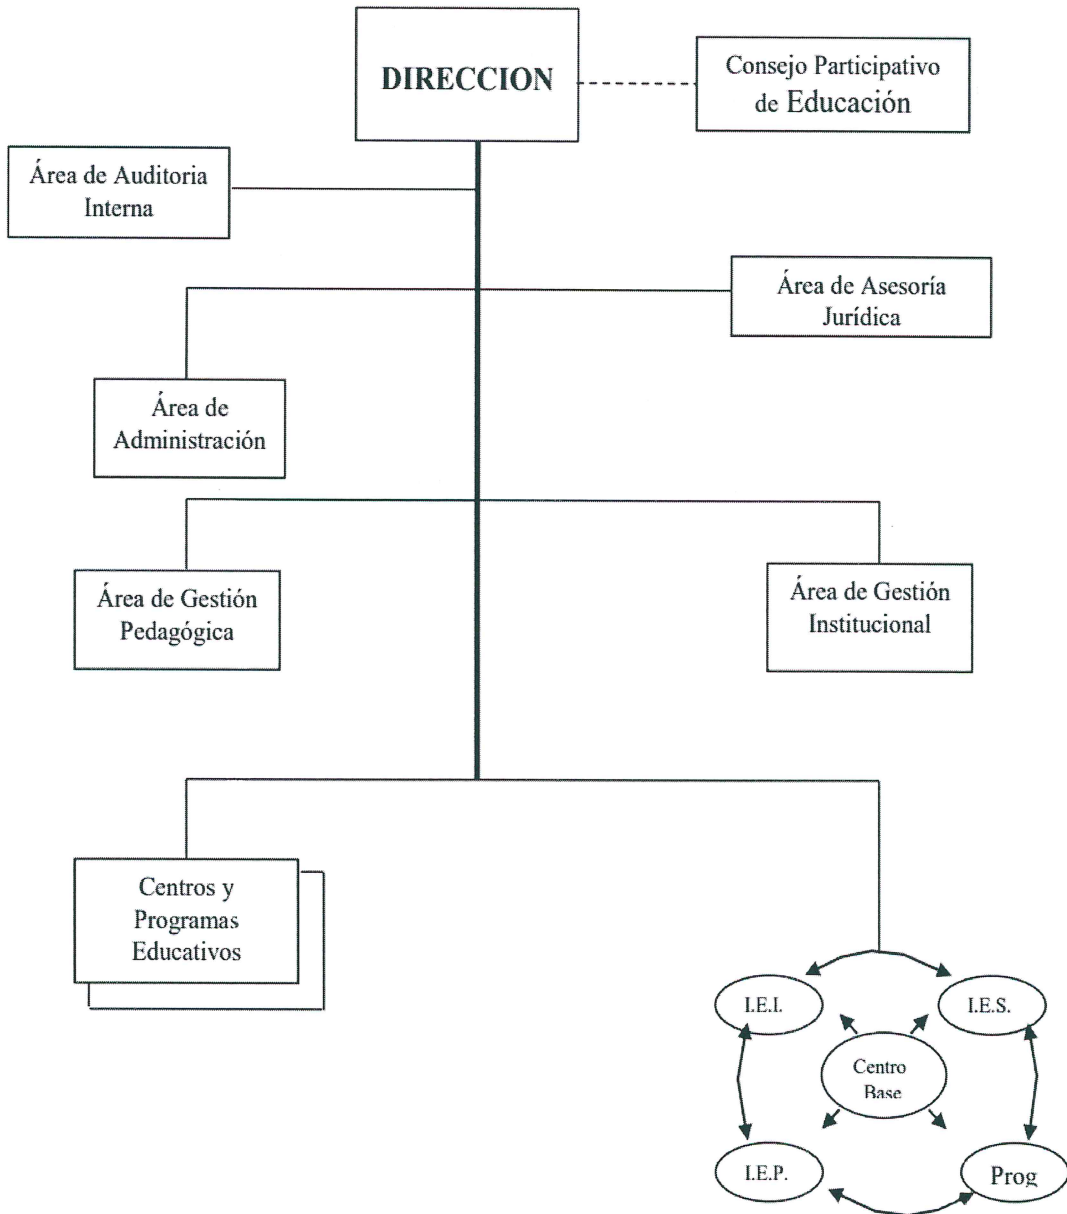 DIRECCION
Consejo Participativo
de Educación
Área de Auditoria
Interna
Área de Asesoría
Jurídica
Área de
Administración
Área de Gestión
Pedagógica
Área de Gestión
Institucional
Centros y
Programas
Educativos
I.E.I.
I.E.S.
Centro
Base
I.E.P.
Prog